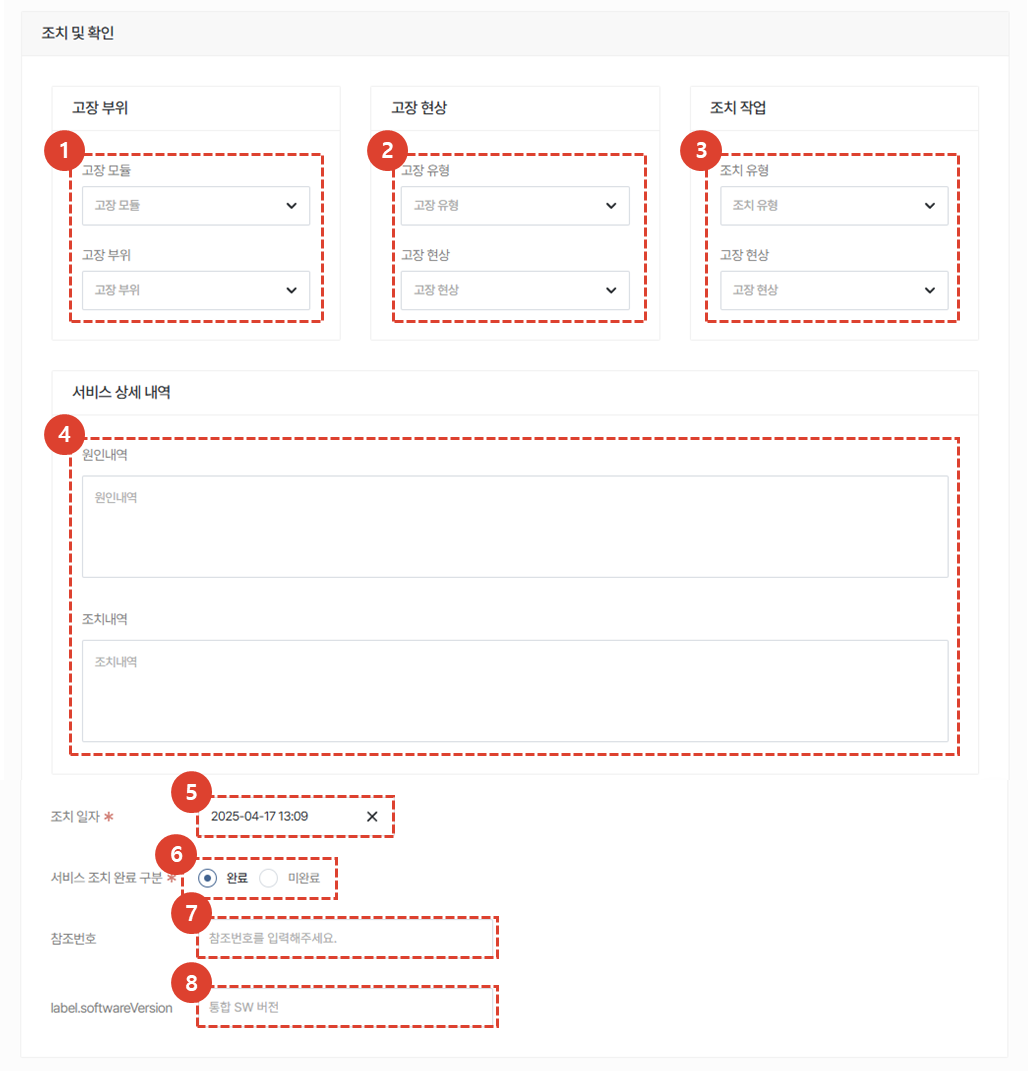 조치 및 확인
고장 부위
1
고장 모듈
고장 모듈
고장 부위
고장 부위
고장 현상
2
고장 유형
고장 유형
고장 현상
고장 현상
조치 작업
3
조치 유형
조치 유형
고장 현상
고장 현상
서비스 상세 내역
4
원인내역
원인내역
조치내역
조치내역
5
조치 일자 * 2025-04-17 13:09
6
서비스 조치 완료 구분 * 완료 미완료
7
참조번호 참조번호를 입력해주세요.
8
label.softwareVersion 통합 SW 버전